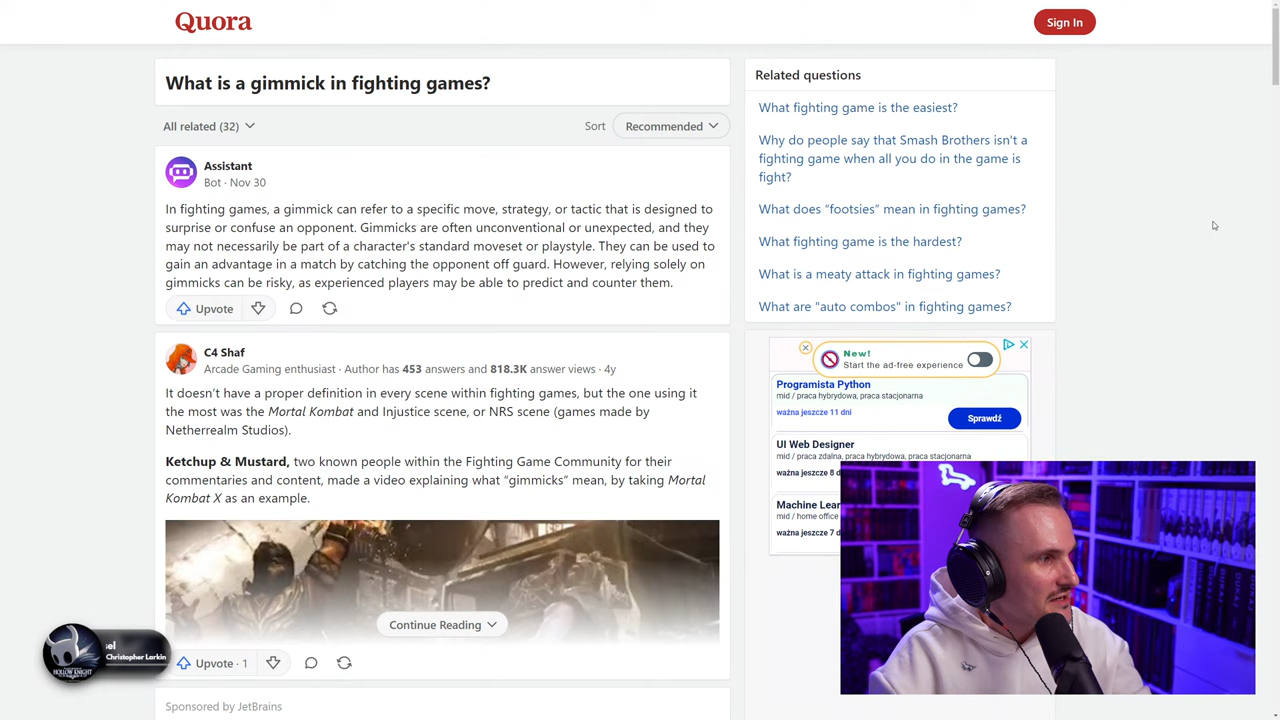 Quora
Sign In
What is a gimmick in fighting games?
All related (32)
Sort
Recommended
Assistant
Bot · Nov 30
In fighting games, a gimmick can refer to a specific move, strategy, or tactic that is designed to
surprise or confuse an opponent. Gimmicks are often unconventional or unexpected, and they
may not necessarily be part of a character's standard moveset or playstyle. They can be used to
gain an advantage in a match by catching the opponent off guard. However, relying solely on
gimmicks can be risky, as experienced players may be able to predict and counter them.
Upvote
C4 Shaf
Arcade Gaming enthusiast · Author has 453 answers and 818.3K answer views · 4y
It doesn't have a proper definition in every scene within fighting games, but the one using it
the most was the Mortal Kombat and Injustice scene, or NRS scene (games made by
Netherrealm Studios).
Ketchup & Mustard, two known people within the Fighting Game Community for their
commentaries and content, made a video explaining what “gimmicks” mean, by taking Mortal
Kombat X as an example.
Continue Reading
Upvote · 1
Sponsored by JetBrains
Related questions
What fighting game is the easiest?
Why do people say that Smash Brothers isn't a
fighting game when all you do in the game is
fight?
What does “footsies” mean in fighting games?
What fighting game is the hardest?
What is a meaty attack in fighting games?
What are "auto combos" in fighting games?
New!
Start the ad-free experience
Programista Python
mid / praca hybrydowa, praca stacjonarna
ważna jeszcze 11 dni
Sprawdź
UI Web Designer
mid / praca zdalna, praca hybrydowa, praca stacjonarna
ważna jeszcze 8 d
Machine Lear
mid / home office
ważna jeszcze 7 d
sel
Christopher Larkin
HOLLOW KNIGHT
DUKAJ